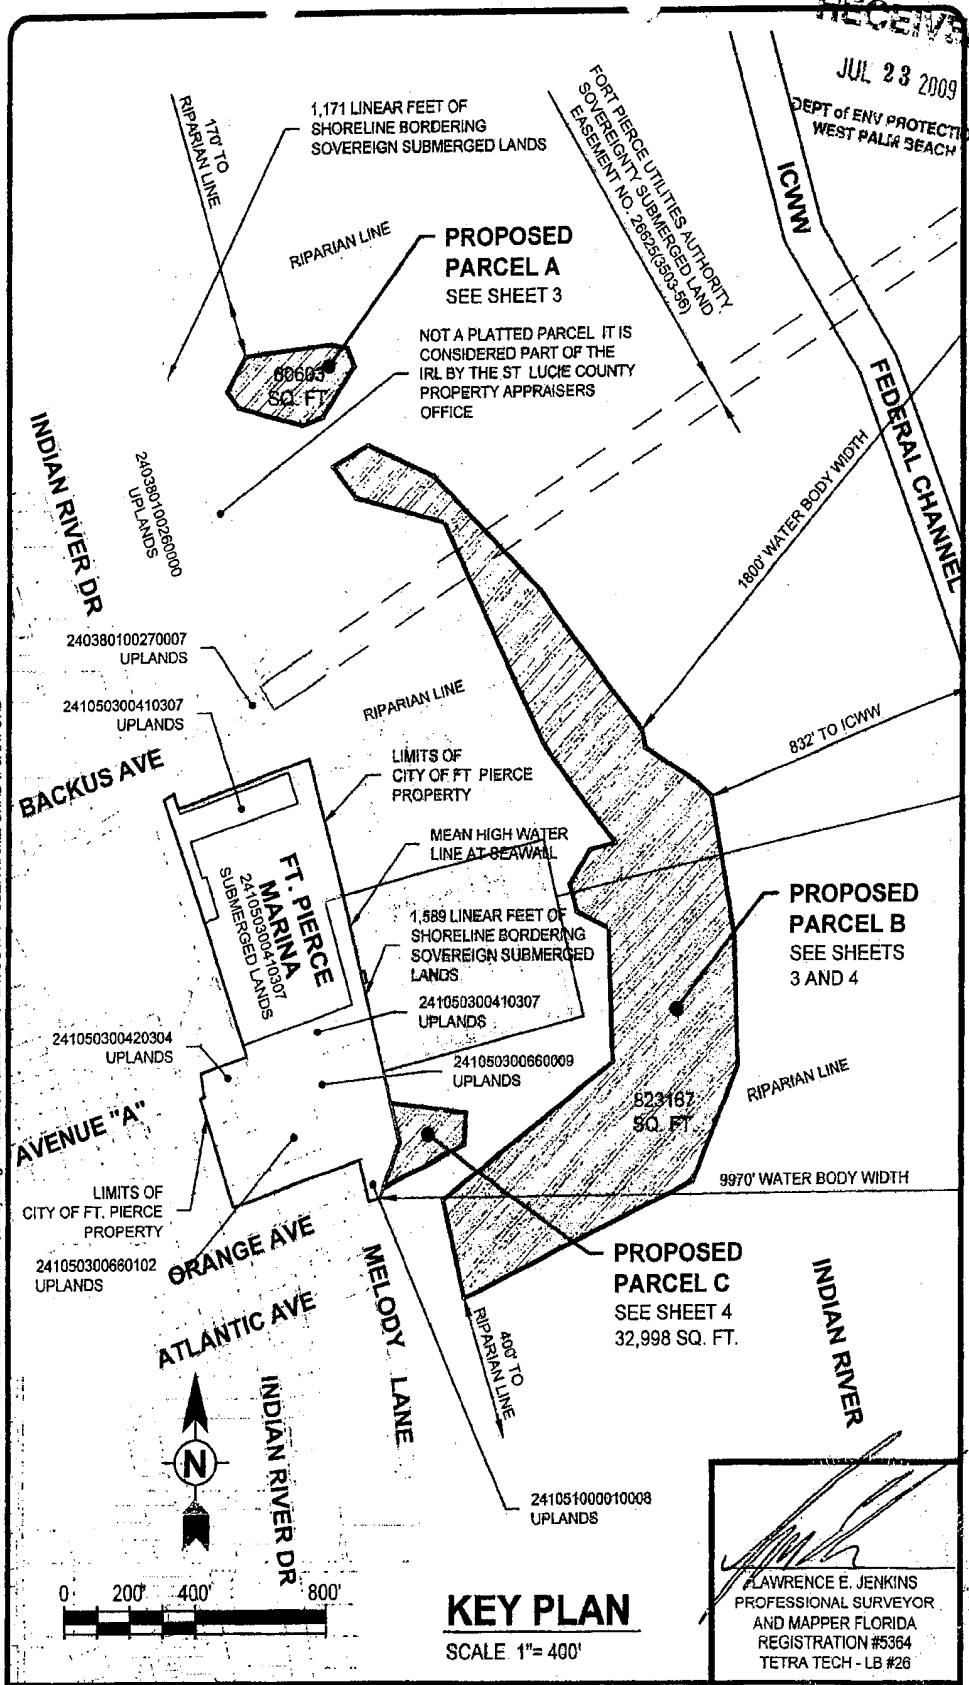 RECEIVE
JUL 23 2009
DEPT of ENV PROTECTIO
WEST PALM BEACH
170' TO
RIPARIAN LINE
1,171 LINEAR FEET OF
SHORELINE BORDERING
SOVEREIGN SUBMERGED LANDS
FORT PIERCE UTILITIES AUTHORITY
SOVEREIGNTY SUBMERGED LAND
EASEMENT NO. 26625(3503-56)
ICWW
FEDERAL CHANNEL
RIPARIAN LINE
PROPOSED
PARCEL A
SEE SHEET 3
NOT A PLATTED PARCEL IT IS
CONSIDERED PART OF THE
IRL BY THE ST LUCIE COUNTY
PROPERTY APPRAISERS
OFFICE
60603
SQ. FT
INDIAN RIVER DR
240380100260000
UPLANDS
1800' WATER BODY WIDTH
240380100270007
UPLANDS
241050300410307
UPLANDS
RIPARIAN LINE
832' TO ICWW
BACKUS AVE
LIMITS OF
CITY OF FT PIERCE
PROPERTY
MEAN HIGH WATER
LINE AT SEAWALL
FT. PIERCE
MARINA
241050300410307
SUBMERGED LANDS
1,589 LINEAR FEET OF
SHORELINE BORDERING
SOVEREIGN SUBMERGED
LANDS
PROPOSED
PARCEL B
SEE SHEETS
3 AND 4
241050300410307
UPLANDS
241050300420304
UPLANDS
241050300660009
UPLANDS
RIPARIAN LINE
823167
SQ. FT.
AVENUE "A"
9970' WATER BODY WIDTH
LIMITS OF
CITY OF FT. PIERCE
PROPERTY
241050300660102
UPLANDS
ORANGE AVE
ATLANTIC AVE
MELODY LANE
PROPOSED
PARCEL C
SEE SHEET 4
32,998 SQ. FT.
400' TO
RIPARIAN LINE
INDIAN RIVER
INDIAN RIVER DR
N
241051000010008
UPLANDS
0 200' 400' 800'
KEY PLAN
SCALE 1"= 400'
LAWRENCE E. JENKINS
PROFESSIONAL SURVEYOR
AND MAPPER FLORIDA
REGISTRATION #5364
TETRA TECH - LB #26